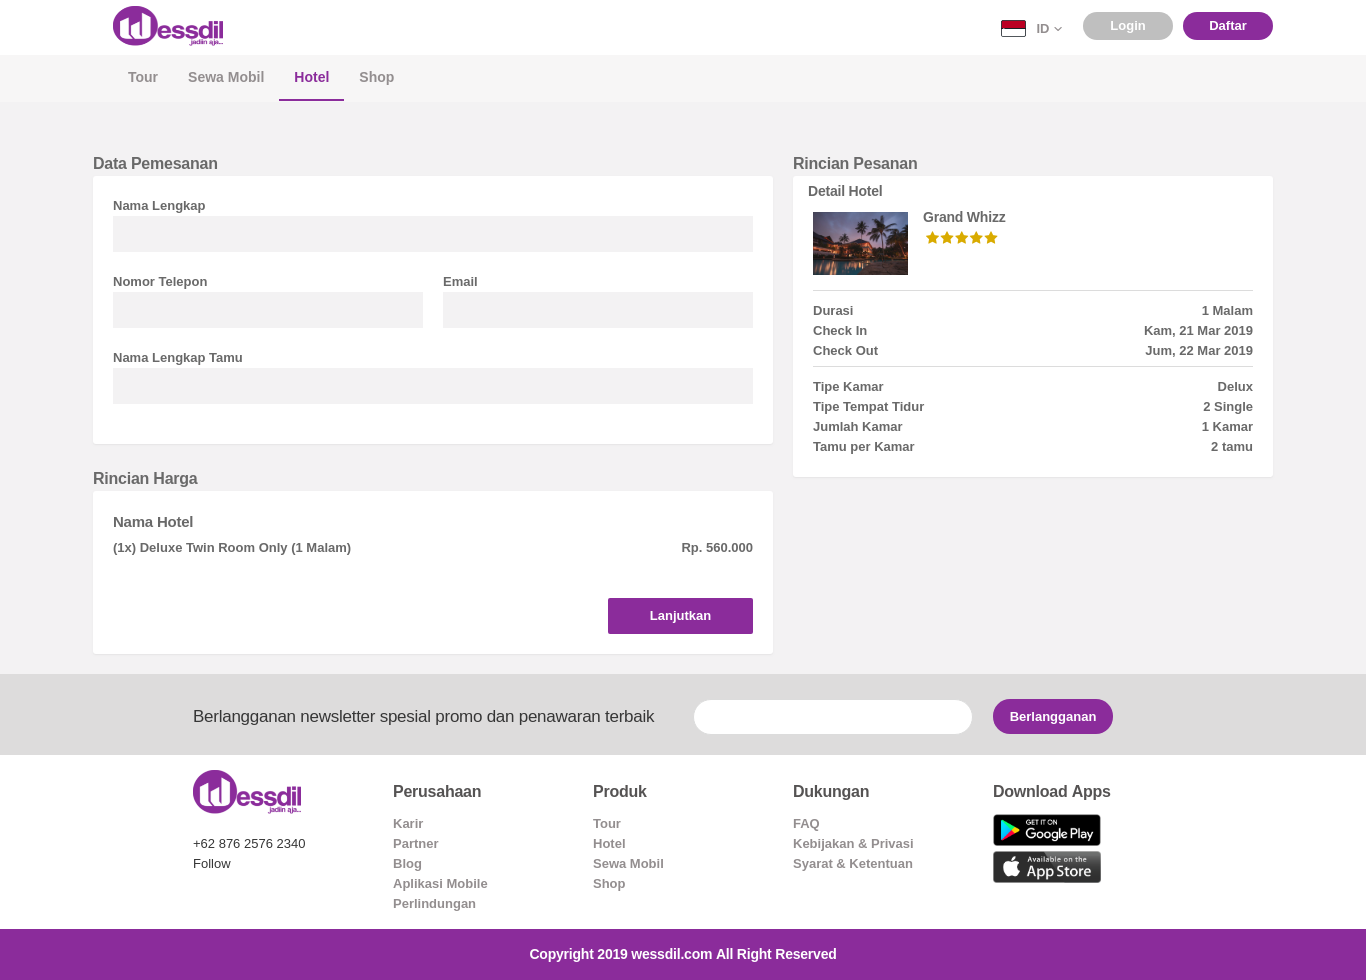 wessdil
jadiin aja...
ID
Login
Daftar
Tour
Sewa Mobil
Hotel
Shop
Data Pemesanan
Nama Lengkap
Nomor Telepon
Email
Nama Lengkap Tamu
Rincian Harga
Nama Hotel
(1x) Deluxe Twin Room Only (1 Malam)
Rp. 560.000
Lanjutkan
Rincian Pesanan
Detail Hotel
Grand Whizz
Durasi
1 Malam
Check In
Kam, 21 Mar 2019
Check Out
Jum, 22 Mar 2019
Tipe Kamar
Delux
Tipe Tempat Tidur
2 Single
Jumlah Kamar
1 Kamar
Tamu per Kamar
2 tamu
Berlangganan newsletter spesial promo dan penawaran terbaik
Berlangganan
wessdil
jadiin aja...
+62 876 2576 2340
Follow
Perusahaan
Karir
Partner
Blog
Aplikasi Mobile
Perlindungan
Produk
Tour
Hotel
Sewa Mobil
Shop
Dukungan
FAQ
Kebijakan & Privasi
Syarat & Ketentuan
Download Apps
GET IT ON
Google Play
Available on the
App Store
Copyright 2019 wessdil.com All Right Reserved